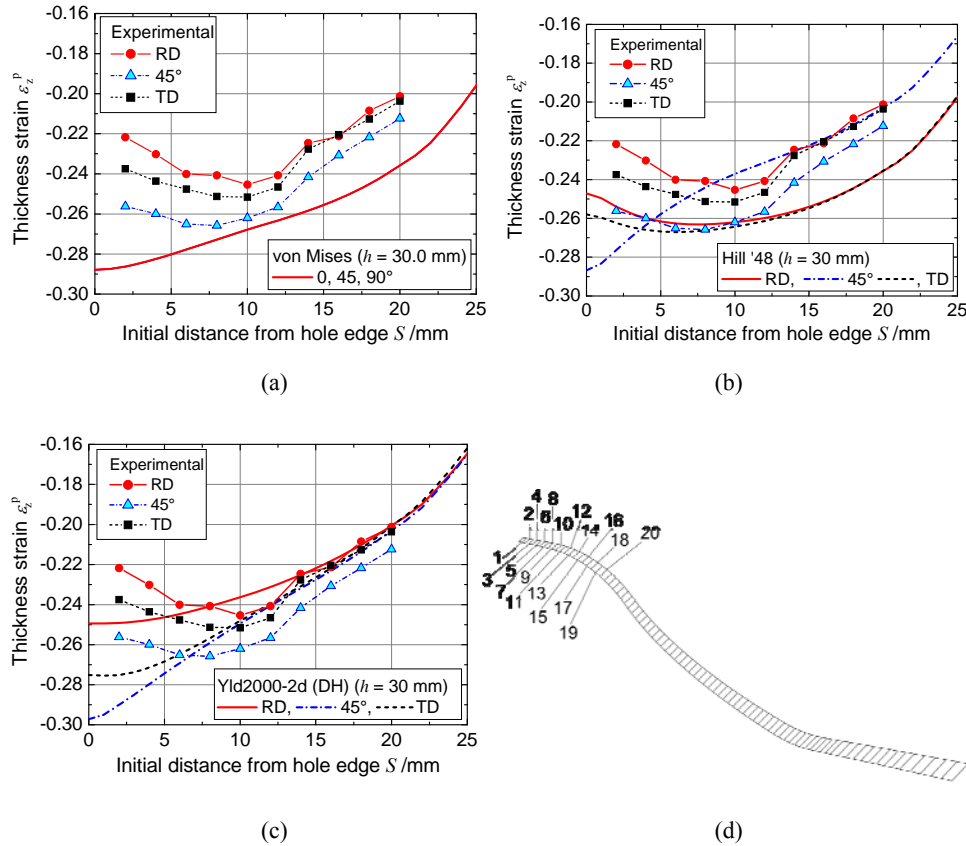 -0.16
-0.18
-0.20
-0.22
-0.24
-0.26
-0.28
-0.30
Thickness strain ε_z^p
Experimental
RD
45°
TD
von Mises (h = 30.0 mm)
0, 45, 90°
0 5 10 15 20 25
Initial distance from hole edge S /mm
(a)
-0.16
-0.18
-0.20
-0.22
-0.24
-0.26
-0.28
-0.30
Thickness strain ε_z^p
Experimental
RD
45°
TD
Hill '48 (h = 30 mm)
RD, 45° , TD
0 5 10 15 20 25
Initial distance from hole edge S /mm
(b)
-0.16
-0.18
-0.20
-0.22
-0.24
-0.26
-0.28
-0.30
Thickness strain ε_z^p
Experimental
RD
45°
TD
Yld2000-2d (DH) (h = 30 mm)
RD, 45°, TD
0 5 10 15 20 25
Initial distance from hole edge S /mm
(c)
2 4 6 8 10 12 14 16 18 20
1 3 5 7 9 11 13 15 17 19
(d)